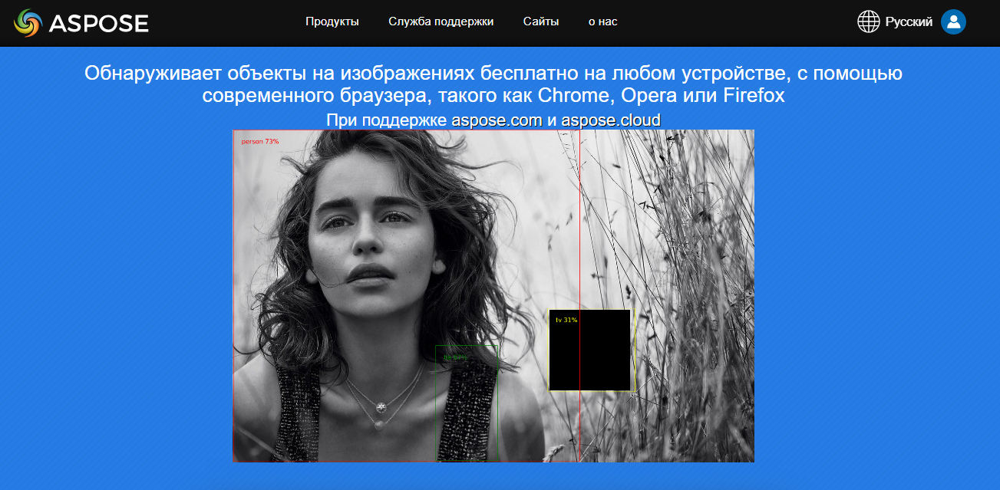 ASPOSE
Продукты Служба поддержки Сайты о нас
Русский
Обнаруживает объекты на изображениях бесплатно на любом устройстве, с помощью
современного браузера, такого как Chrome, Opera или Firefox
При поддержке aspose.com и aspose.cloud
person 73%
tv 31%